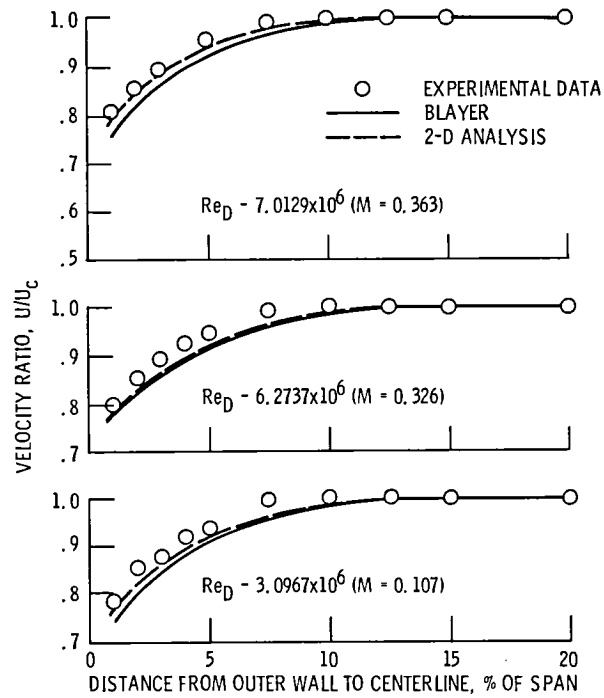 1.0
.9
.8
.7
.6
.5
EXPERIMENTAL DATA
BLAYER
2-D ANALYSIS
Re_D - 7.0129x10^6 (M = 0.363)
VELOCITY RATIO, U/U_C
1.0
.9
.8
.7
Re_D - 6.2737x10^6 (M = 0.326)
1.0
.9
.8
.7
Re_D - 3.0967x10^6 (M = 0.107)
0 5 10 15 20
DISTANCE FROM OUTER WALL TO CENTERLINE, % OF SPAN